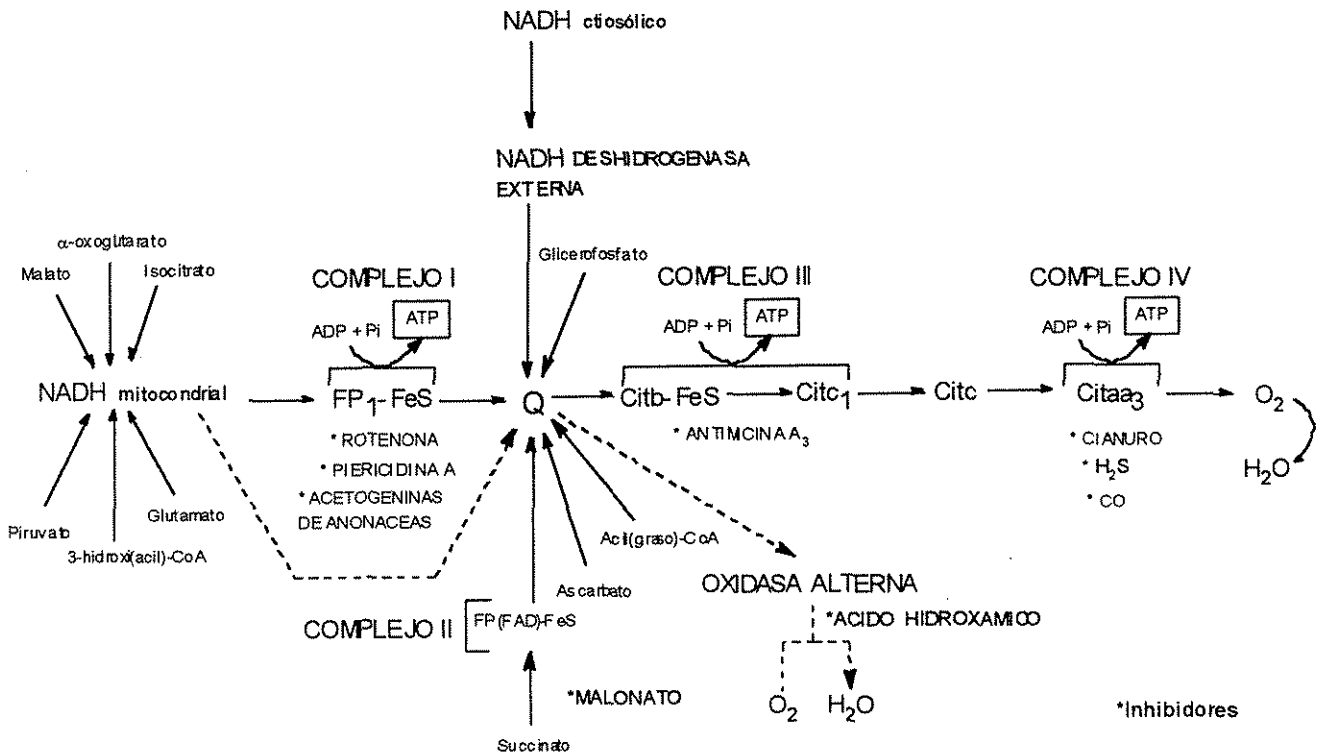 NADH ctiosólico
NADH DESHIDROGENASA
EXTERNA
α-oxoglutarato
Malato
Isocitrato
Glicerofosfato
COMPLEJO I
COMPLEJO III
COMPLEJO IV
ADP + Pi
ATP
ADP + Pi
ATP
ADP + Pi
ATP
NADH mitocondrial
FP1-FeS
Q
Citb-FeS
Citc1
Citc
Citaa3
O2
H2O
* ROTENONA
* PIERICIDINA A
* ACETOGENINAS
DE ANONACEAS
* ANTIMCINA A3
* CIANURO
* H2S
* CO
Piruvato
3-hidroxi(acil)-CoA
Glutamato
Acil(graso)-CoA
Ascarbato
OXIDASA ALTERNA
*ACIDO HIDROXAMICO
COMPLEJO II
FP(FAD)-FeS
*MALONATO
O2
H2O
*Inhibidores
Succinato